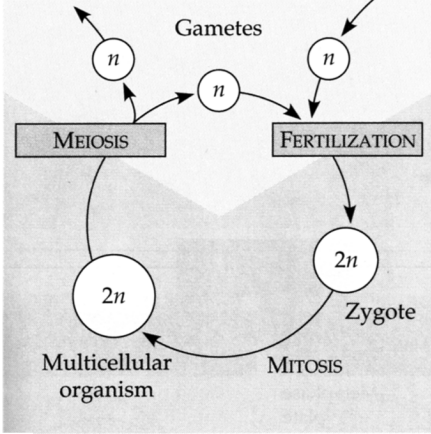 Gametes
n
n
n
MEIOSIS
FERTILIZATION
2n
2n
Zygote
Multicellular
organism
MITOSIS